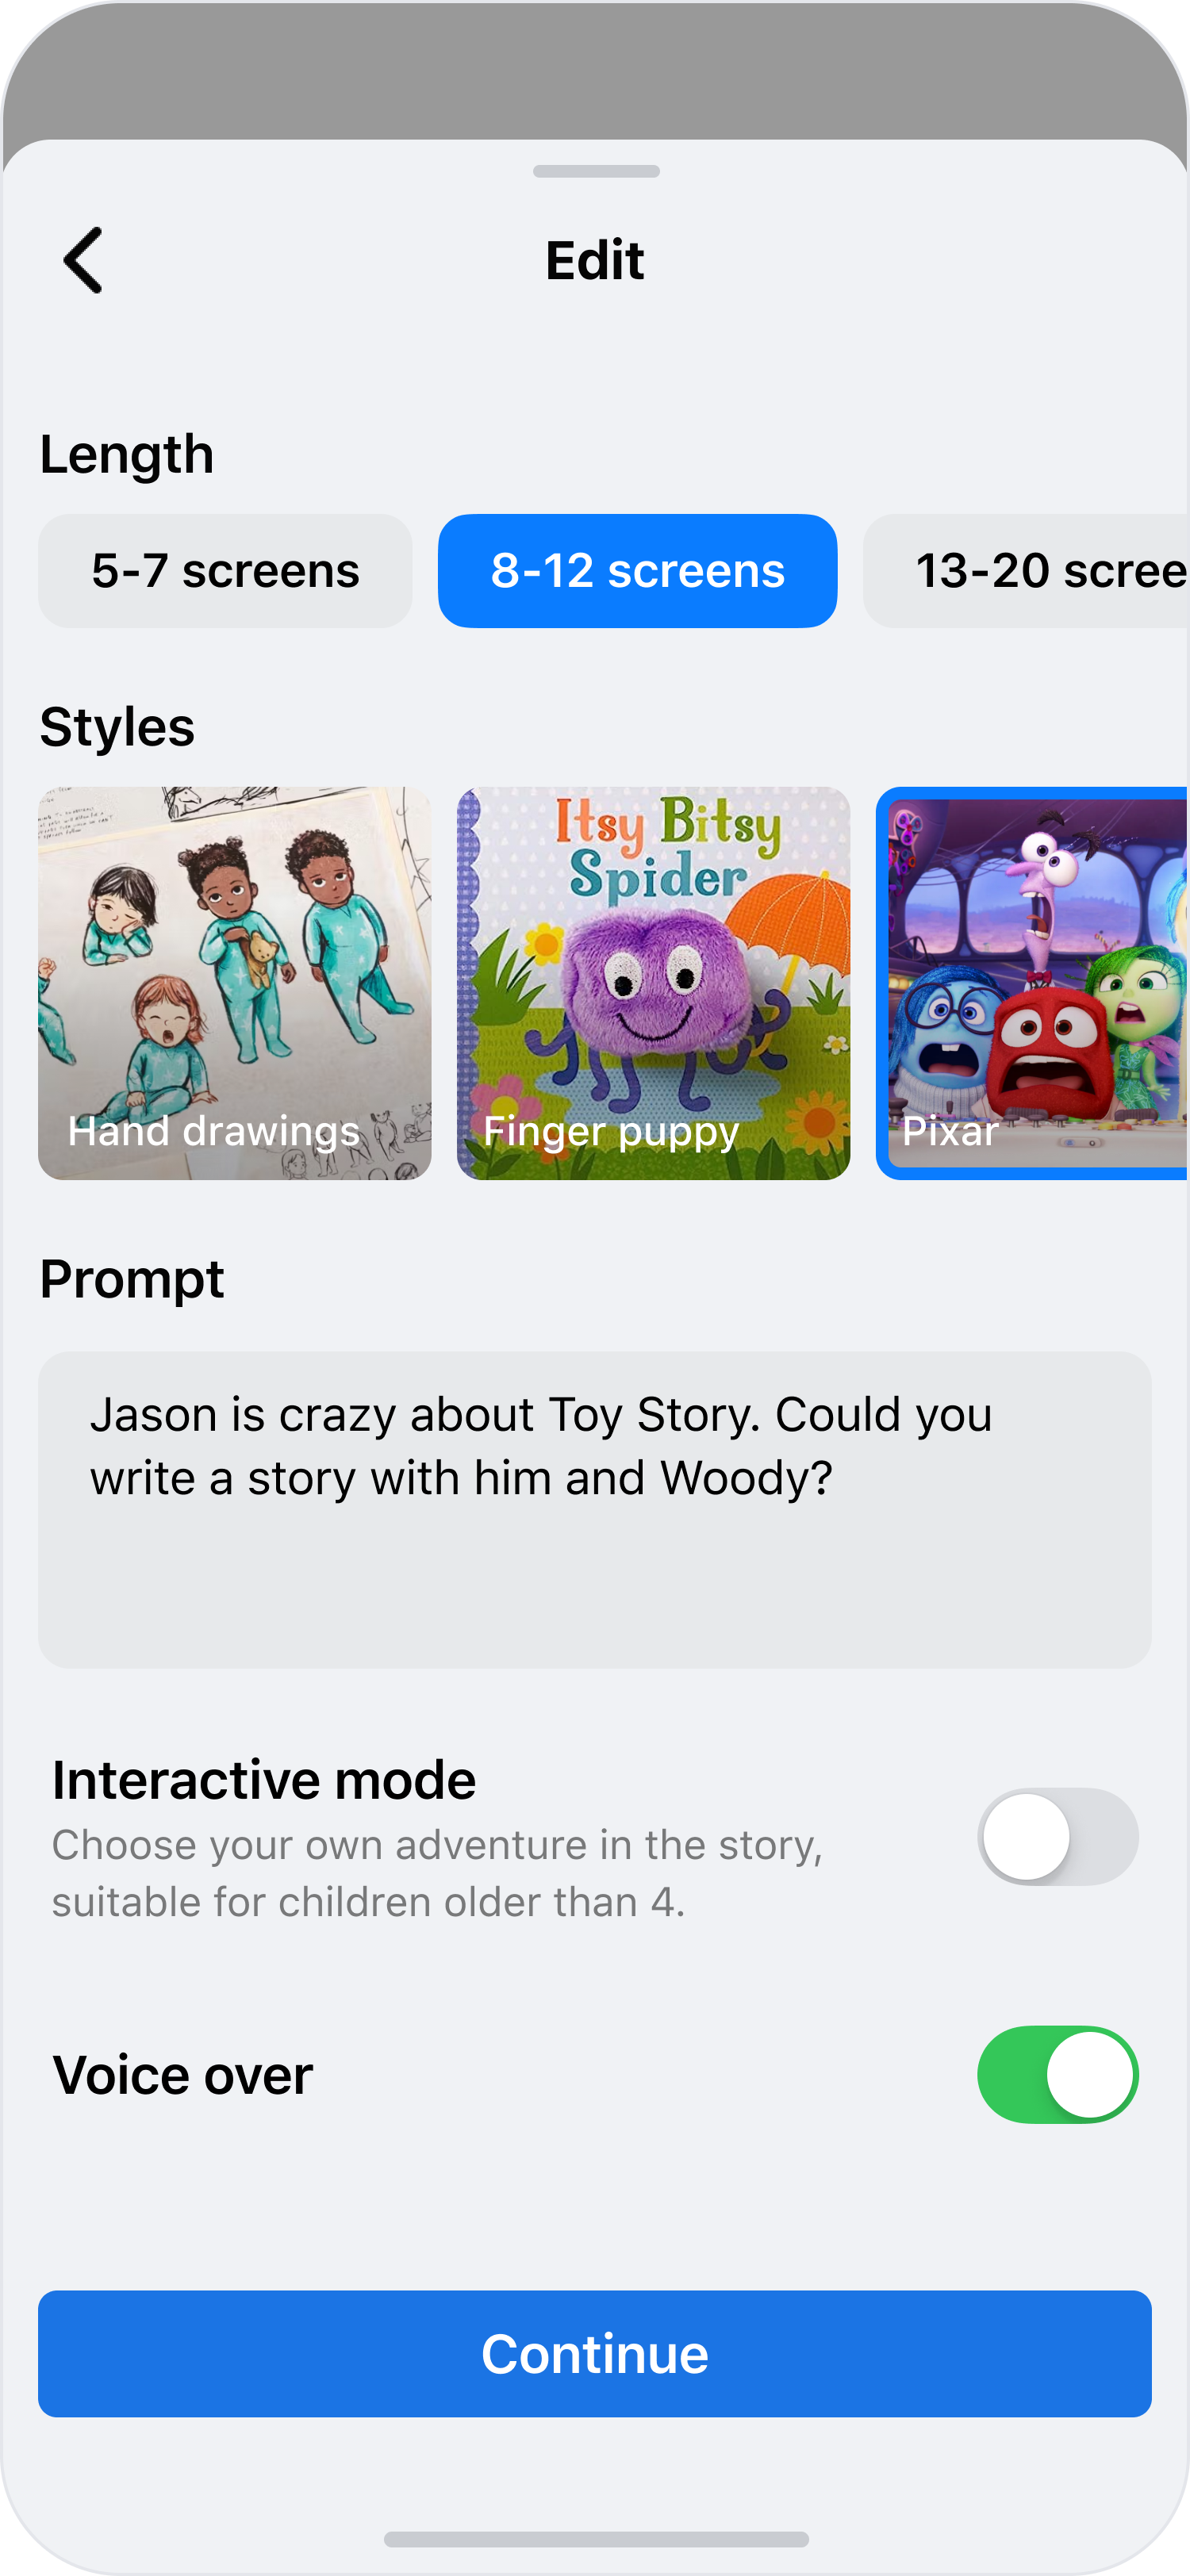 Edit
Length
5-7 screens
8-12 screens
13-20 scree
Styles
Itsy Bitsy
Spider
Hand drawings
Finger puppy
Pixar
Prompt
Jason is crazy about Toy Story. Could you
write a story with him and Woody?
Interactive mode
Choose your own adventure in the story,
suitable for children older than 4.
Voice over
Continue